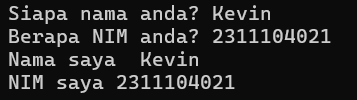 Siapa nama anda? Kevin
Berapa NIM anda? 2311104021
Nama saya  Kevin
NIM saya 2311104021